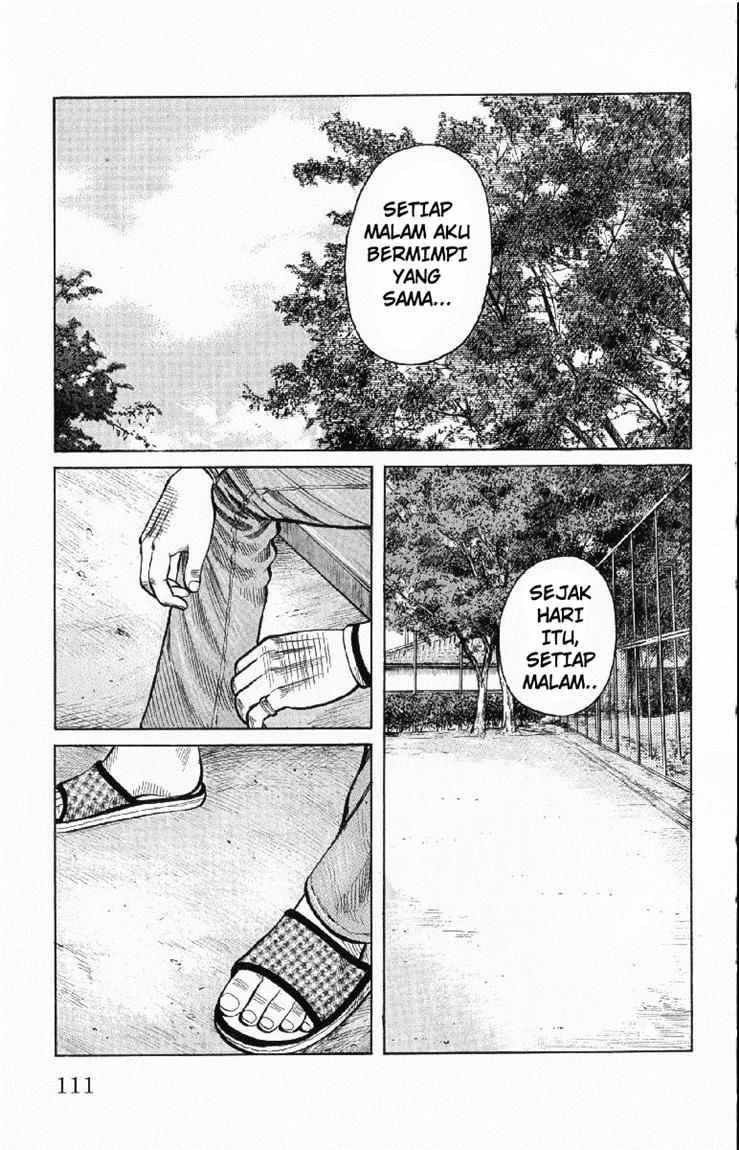 SETIAP
MALAM AKU
BERMIMPI
YANG
SAMA...
SEJAK
HARI
ITU,
SETIAP
MALAM..
111